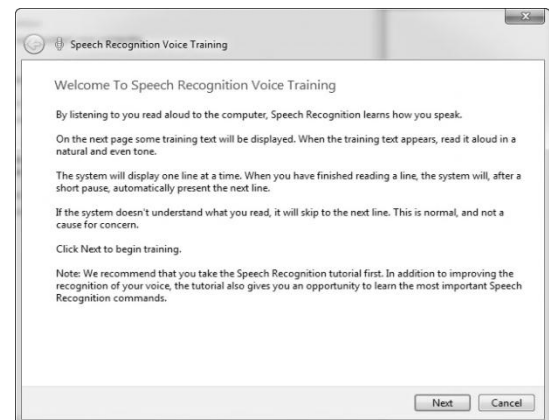 Speech Recognition Voice Training
Welcome To Speech Recognition Voice Training
By listening to you read aloud to the computer, Speech Recognition learns how you speak.
On the next page some training text will be displayed. When the training text appears, read it aloud in a
natural and even tone.
The system will display one line at a time. When you have finished reading a line, the system will, after a
short pause, automatically present the next line.
If the system doesn't understand what you read, it will skip to the next line. This is normal, and not a
cause for concern.
Click Next to begin training.
Note: We recommend that you take the Speech Recognition tutorial first. In addition to improving the
recognition of your voice, the tutorial also gives you an opportunity to learn the most important Speech
Recognition commands.
Next Cancel